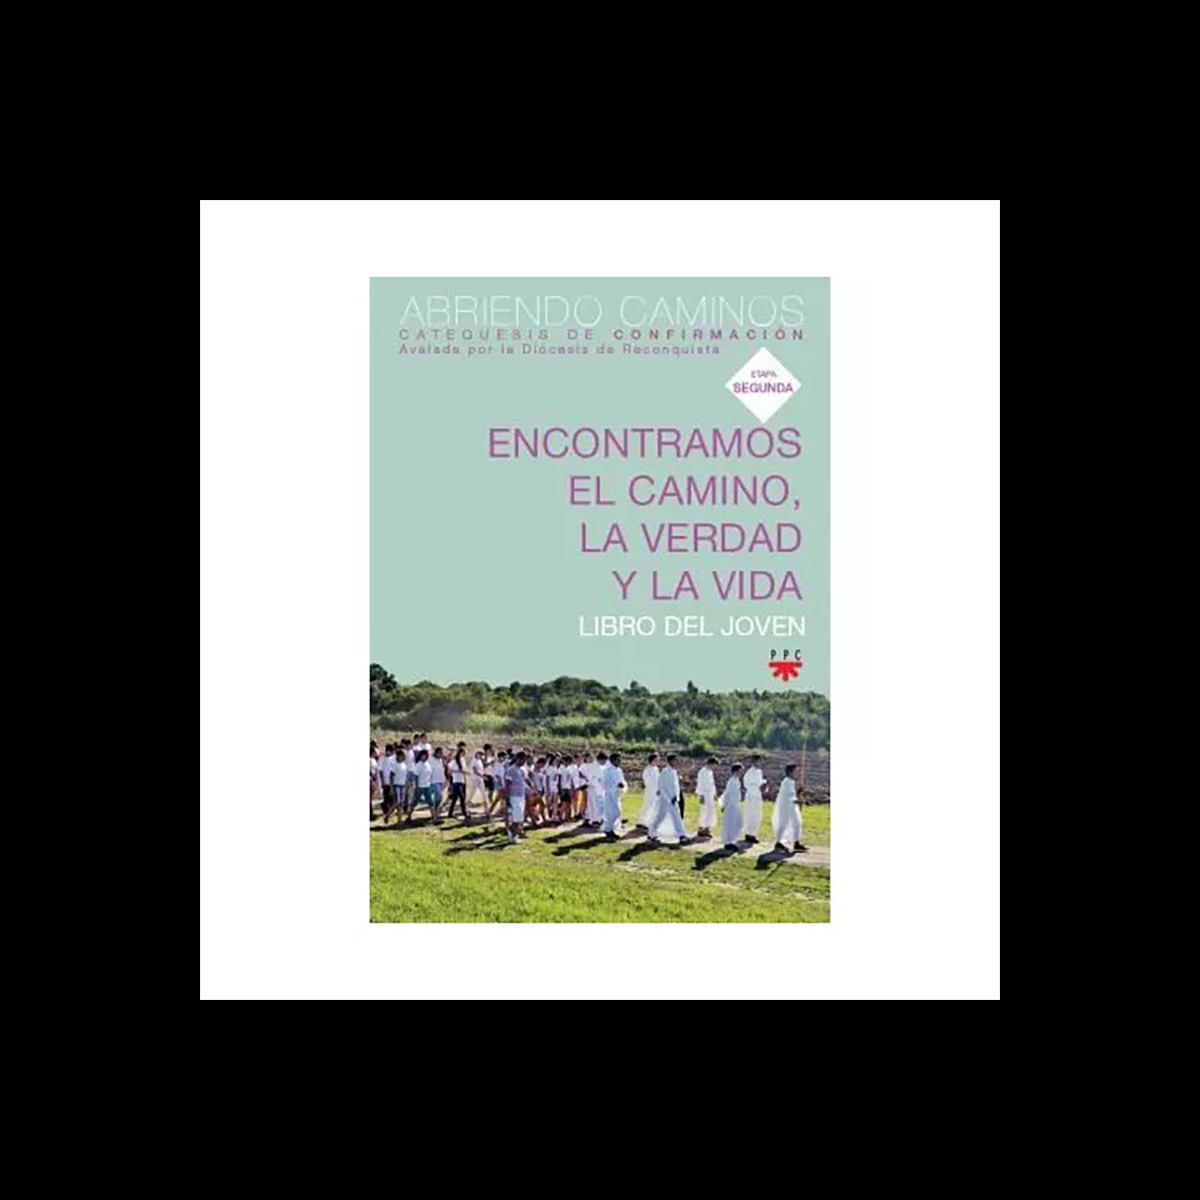 ABRIENDO CAMINOS
CATEQUESIS DE CONFIRMACIÓN
Avalada por la Diócesis de Reconquista
ETAPA
SEGUNDA
ENCONTRAMOS
EL CAMINO,
LA VERDAD
Y LA VIDA
LIBRO DEL JOVEN
PPC